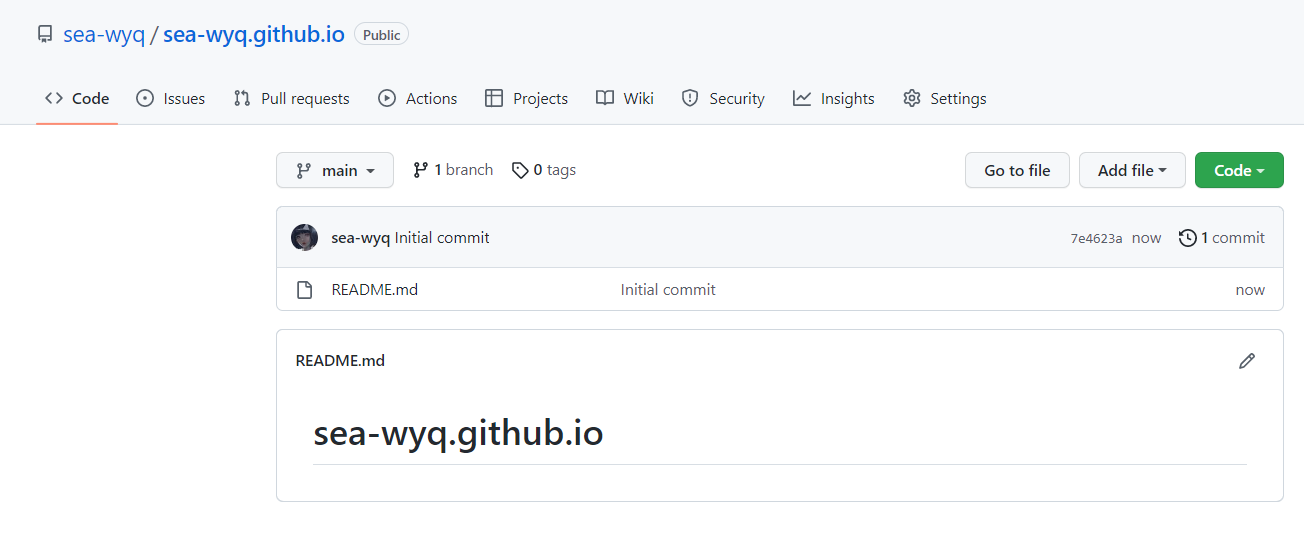 sea-wyq / sea-wyq.github.io Public
Code Issues Pull requests Actions Projects Wiki Security Insights Settings
main 1 branch 0 tags Go to file Add file Code
sea-wyq Initial commit 7e4623a now 1 commit
README.md Initial commit now
README.md
sea-wyq.github.io